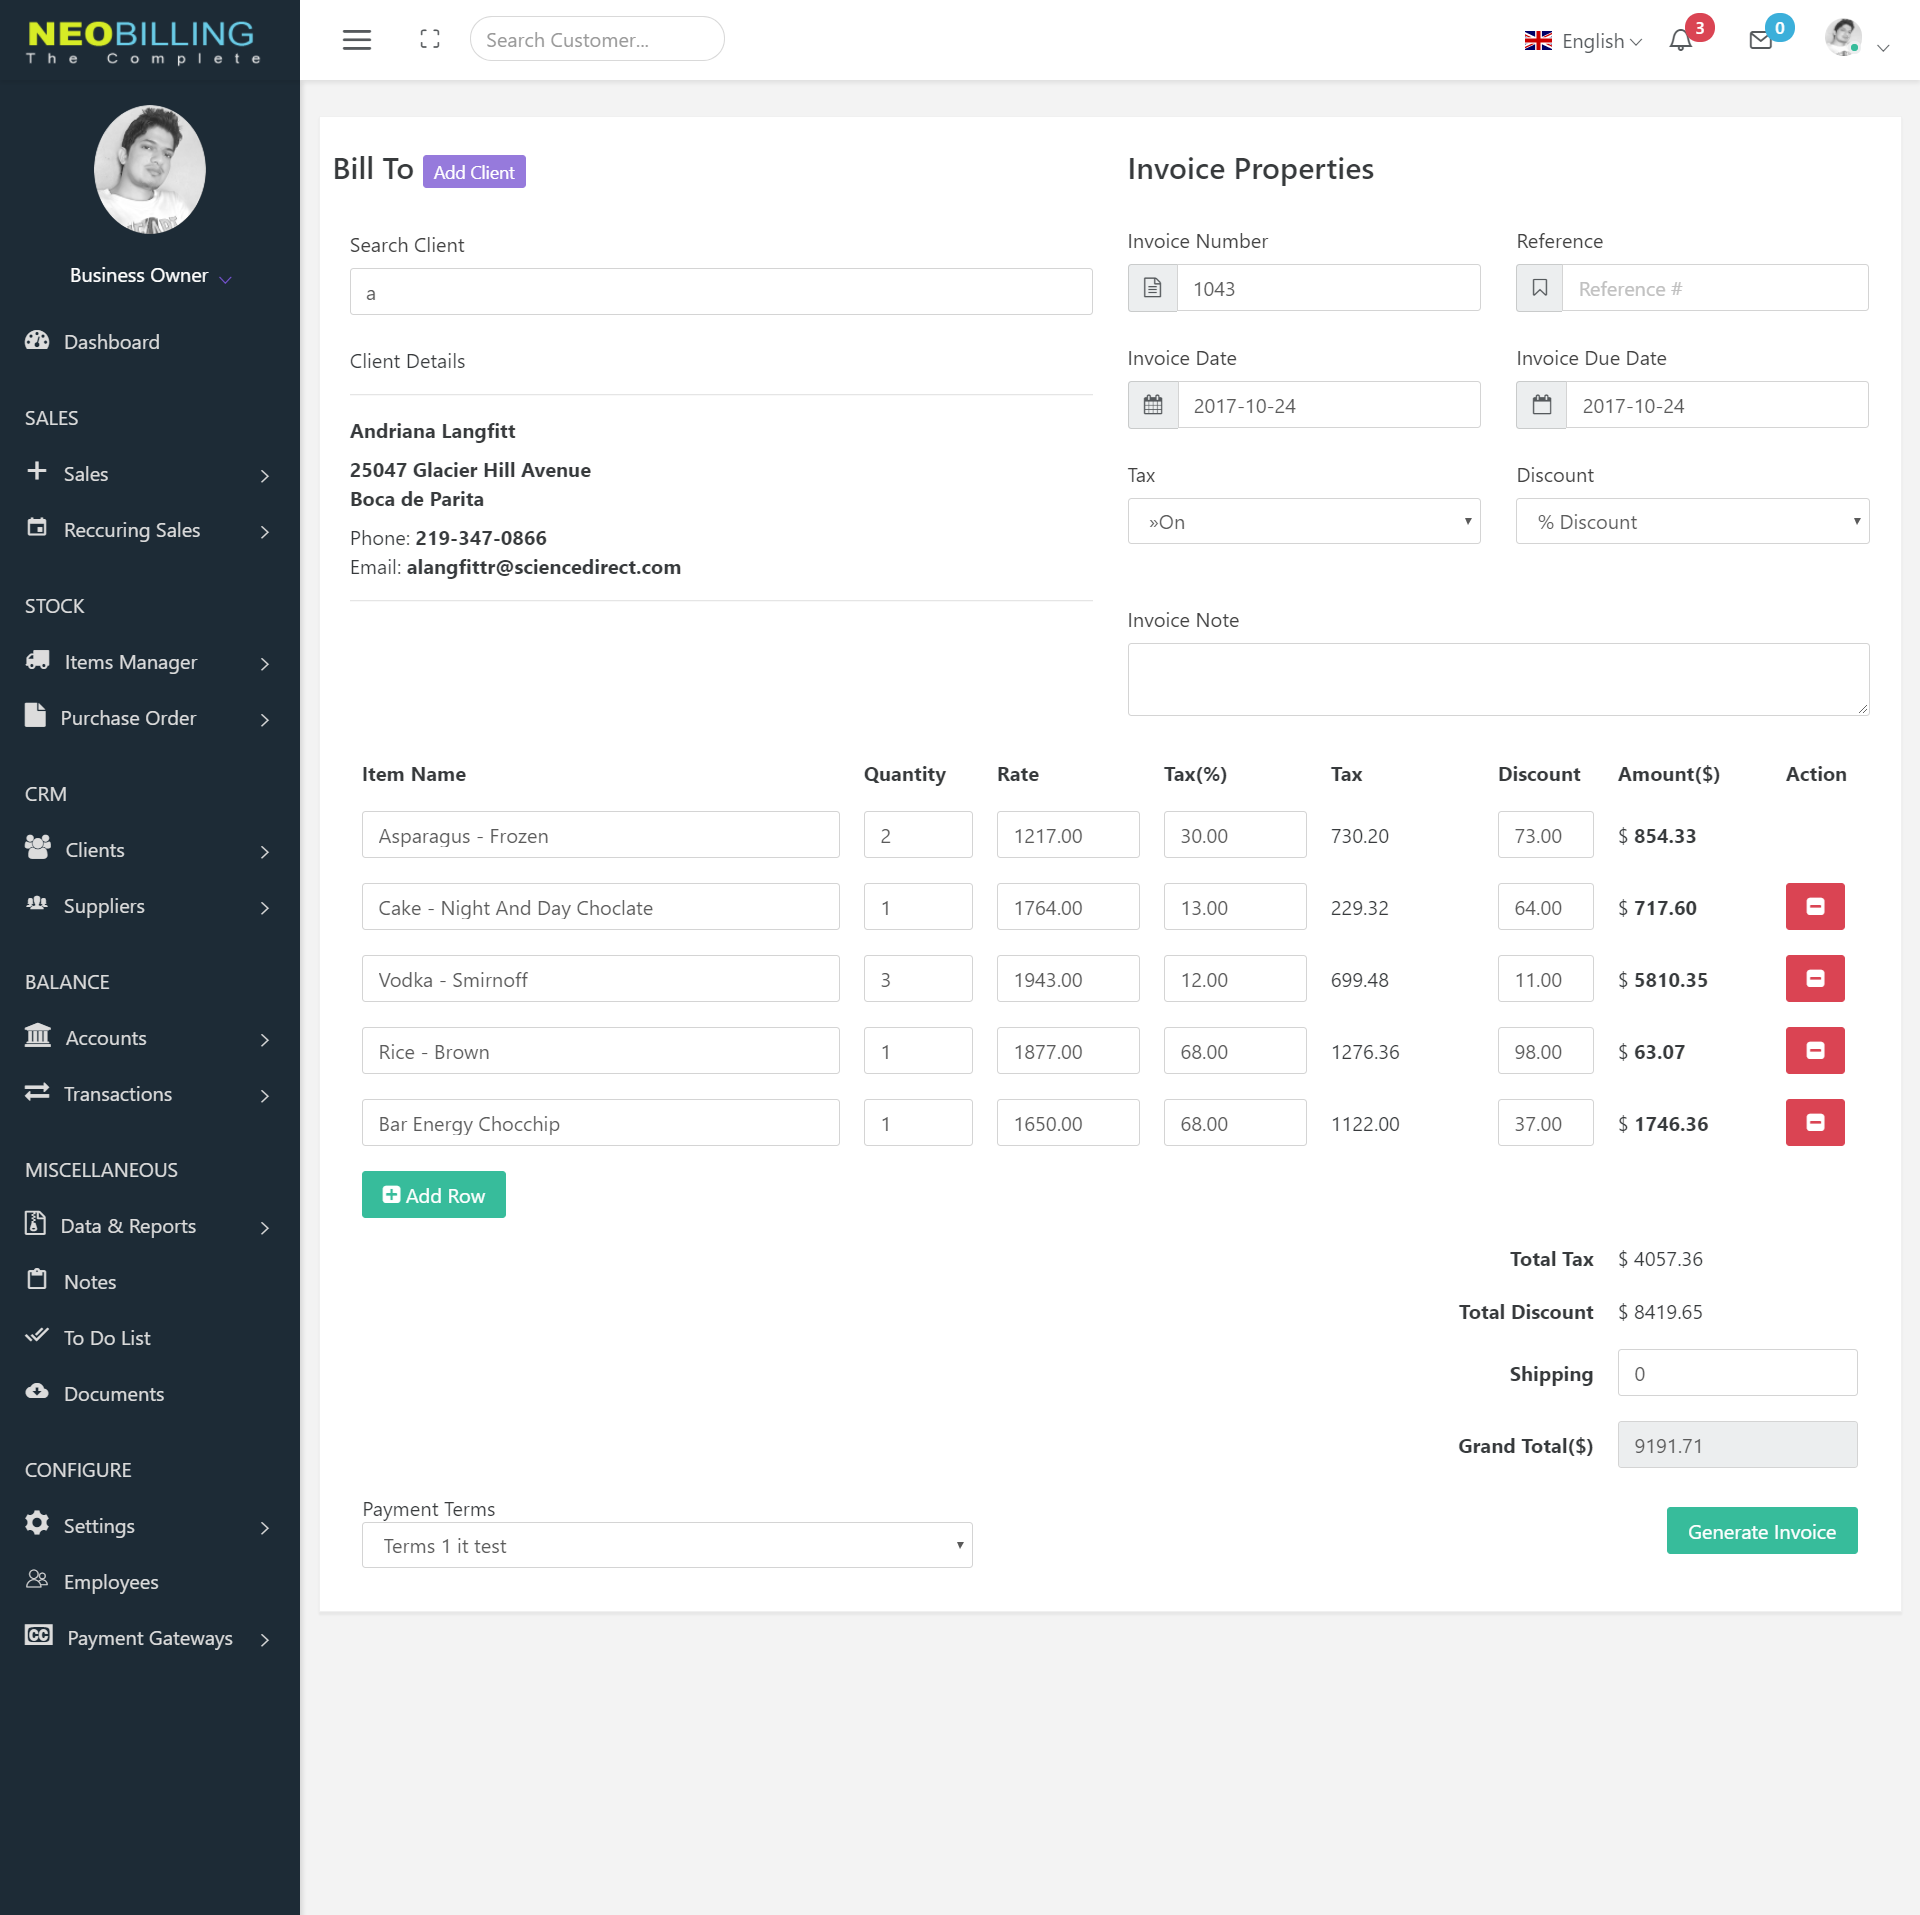 NEOBILLING
The Complete
Search Customer...
English
3
0
Business Owner
Dashboard
SALES
Sales
Reccuring Sales
STOCK
Items Manager
Purchase Order
CRM
Clients
Suppliers
BALANCE
Accounts
Transactions
MISCELLANEOUS
Data & Reports
Notes
To Do List
Documents
CONFIGURE
Settings
Employees
Payment Gateways
Bill To Add Client
Search Client
a
Client Details
Andriana Langfitt
25047 Glacier Hill Avenue
Boca de Parita
Phone: 219-347-0866
Email: alangfittr@sciencedirect.com
Invoice Properties
Invoice Number Reference
1043 Reference #
Invoice Date Invoice Due Date
2017-10-24 2017-10-24
Tax Discount
»On % Discount
Invoice Note
Item Name Quantity Rate Tax(%) Tax Discount Amount($) Action
Asparagus - Frozen 2 1217.00 30.00 730.20 73.00 $ 854.33
Cake - Night And Day Choclate 1 1764.00 13.00 229.32 64.00 $ 717.60
Vodka - Smirnoff 3 1943.00 12.00 699.48 11.00 $ 5810.35
Rice - Brown 1 1877.00 68.00 1276.36 98.00 $ 63.07
Bar Energy Chocchip 1 1650.00 68.00 1122.00 37.00 $ 1746.36
Add Row
Total Tax $ 4057.36
Total Discount $ 8419.65
Shipping 0
Grand Total($) 9191.71
Payment Terms
Terms 1 it test
Generate Invoice